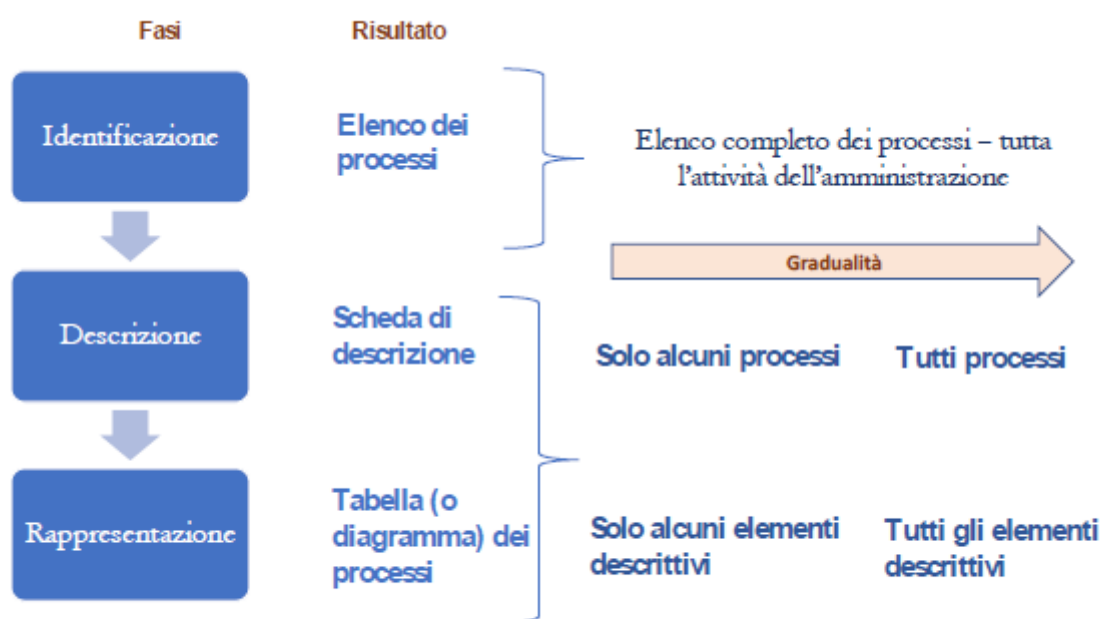 Fasi
Risultato
Identificazione
Elenco dei
processi
Elenco completo dei processi – tutta
l'attività dell'amministrazione
Gradualità
Descrizione
Scheda di
descrizione
Solo alcuni processi
Tutti processi
Rappresentazione
Tabella (o
diagramma) dei
processi
Solo alcuni elementi
descrittivi
Tutti gli elementi
descrittivi